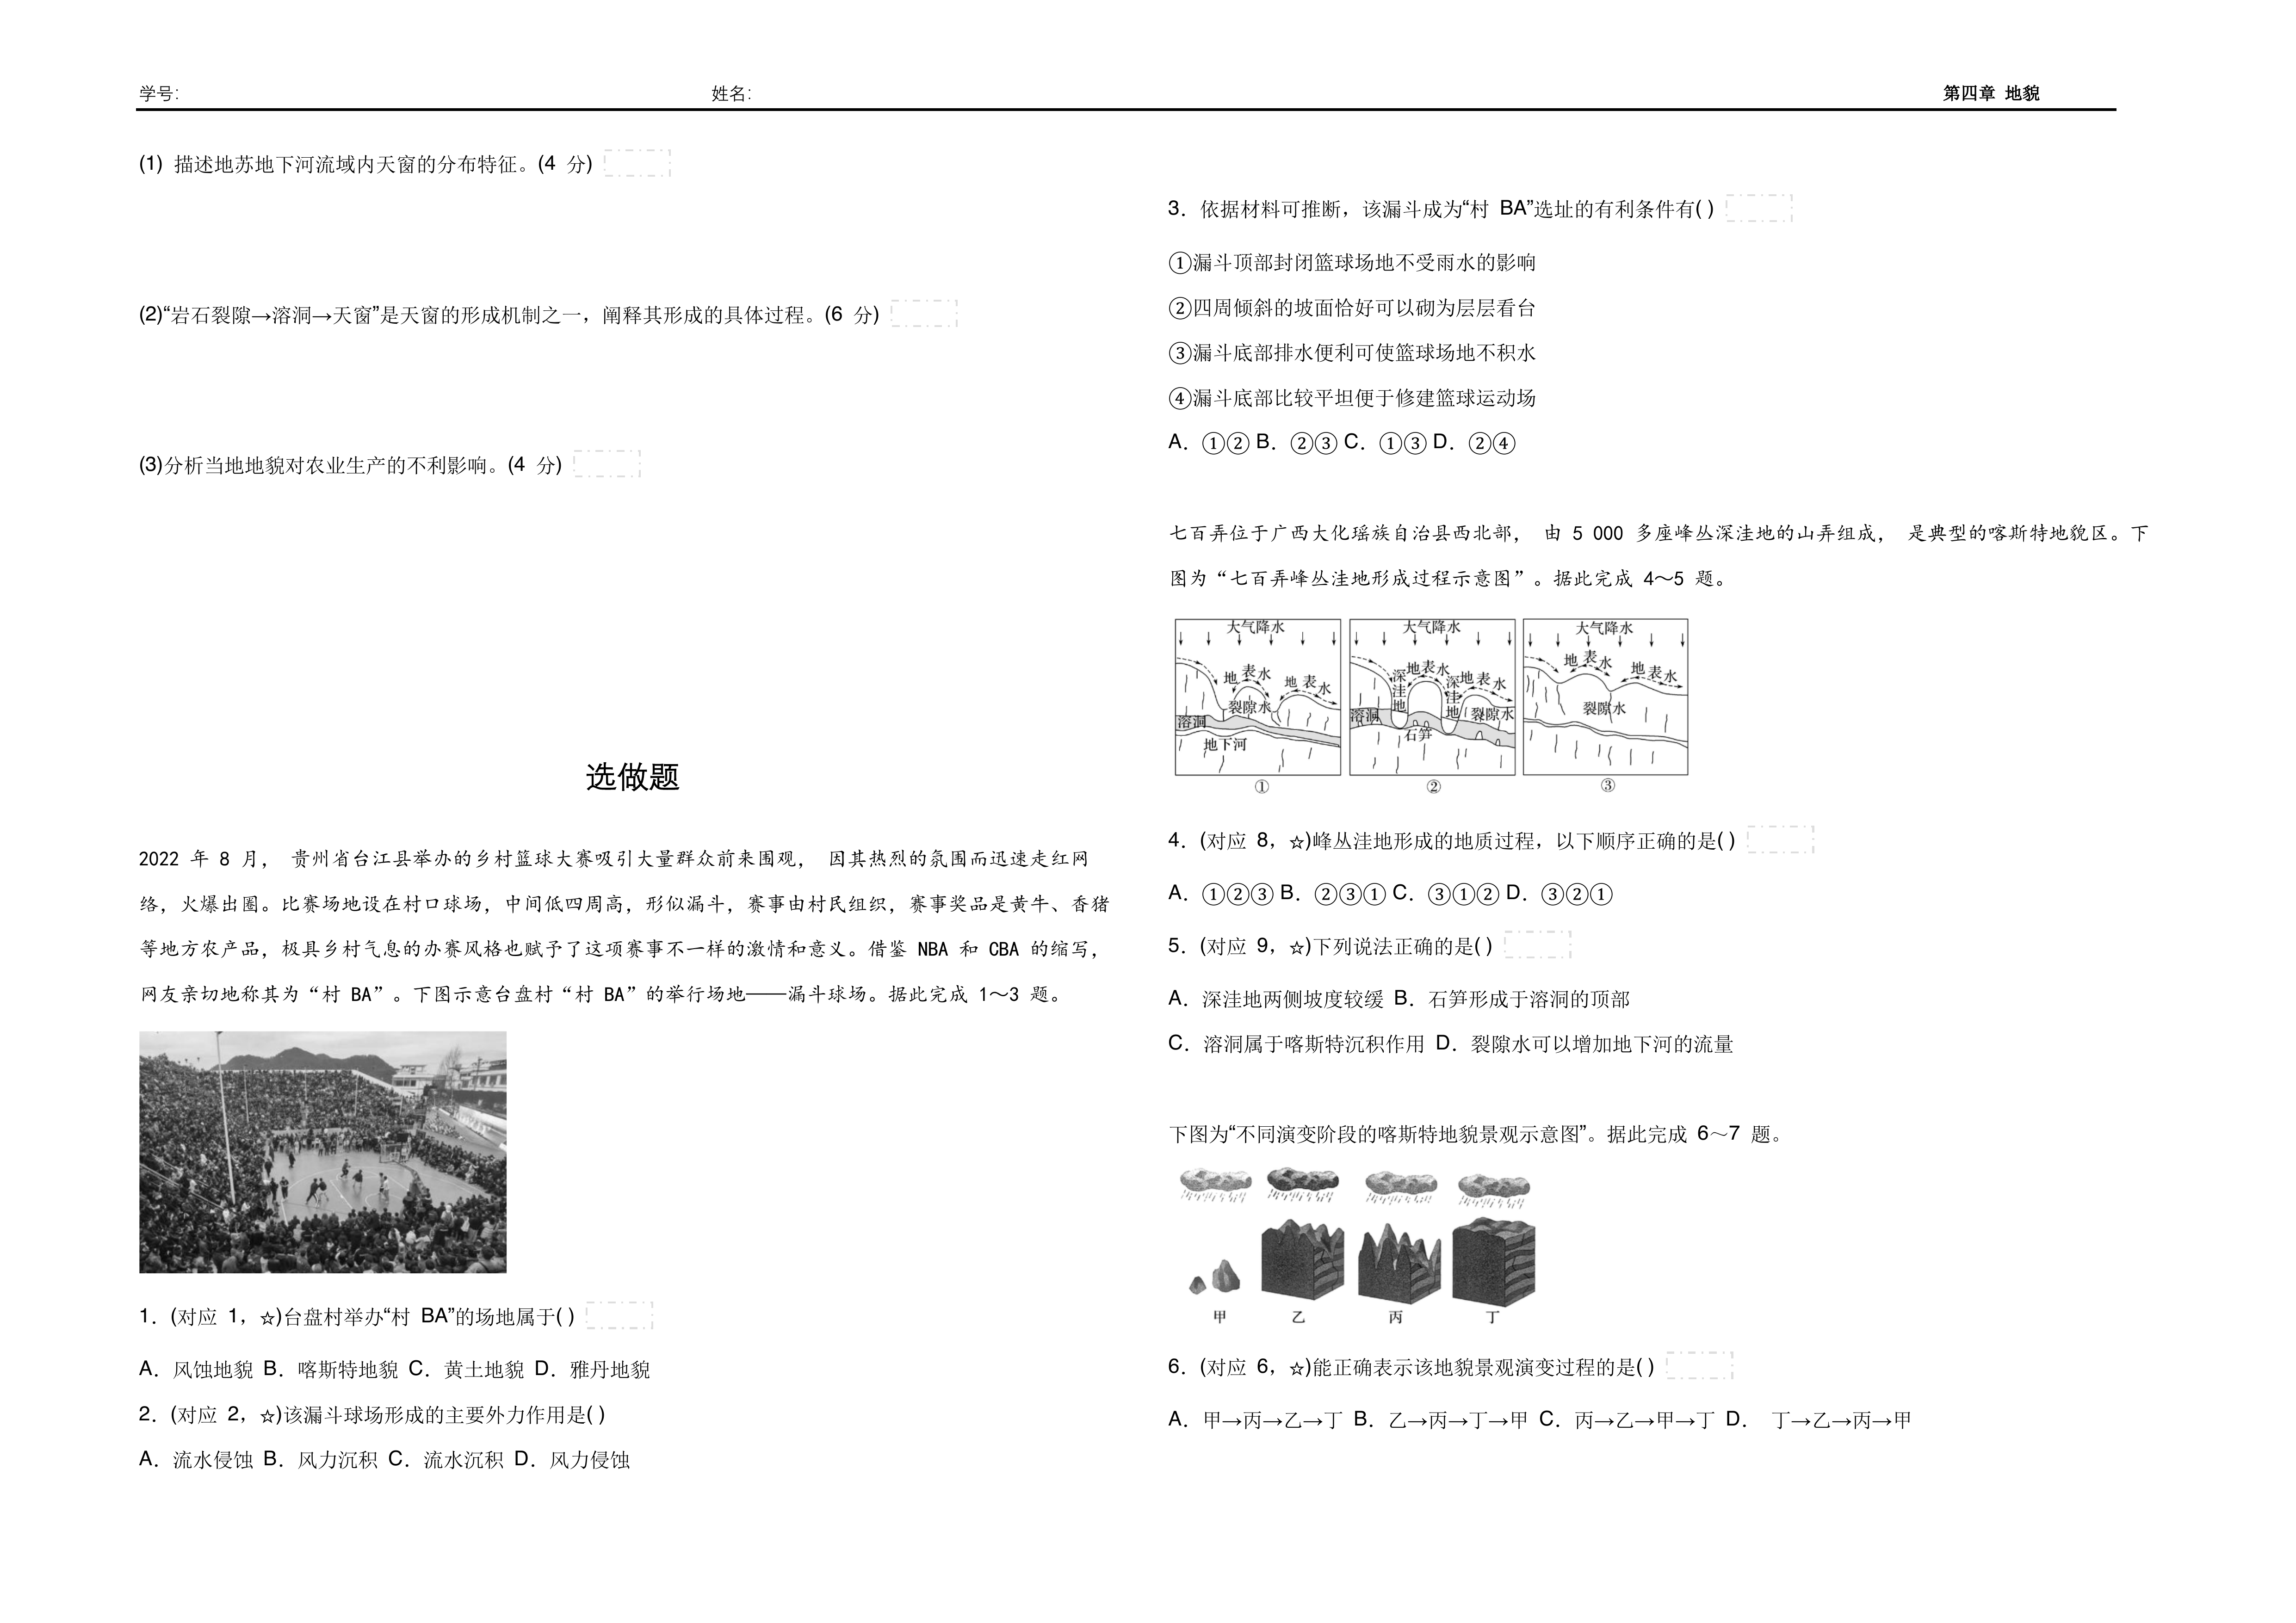 学号:
姓名:
第四章 地貌
(1) 描述地苏地下河流域内天窗的分布特征。(4 分)
(2)“岩石裂隙→溶洞→天窗”是天窗的形成机制之一，阐释其形成的具体过程。(6 分)
(3)分析当地地貌对农业生产的不利影响。(4 分)
选做题
2022 年 8 月， 贵州省台江县举办的乡村篮球大赛吸引大量群众前来围观， 因其热烈的氛围而迅速走红网
络，火爆出圈。比赛场地设在村口球场，中间低四周高，形似漏斗，赛事由村民组织，赛事奖品是黄牛、香猪
等地方农产品，极具乡村气息的办赛风格也赋予了这项赛事不一样的激情和意义。借鉴 NBA 和 CBA 的缩写，
网友亲切地称其为“村 BA”。下图示意台盘村“村 BA”的举行场地——漏斗球场。据此完成 1～3 题。
1．(对应 1，☆)台盘村举办“村 BA”的场地属于( )
A．风蚀地貌 B．喀斯特地貌 C．黄土地貌 D．雅丹地貌
2．(对应 2，☆)该漏斗球场形成的主要外力作用是( )
A．流水侵蚀 B．风力沉积 C．流水沉积 D．风力侵蚀
3．依据材料可推断，该漏斗成为“村 BA”选址的有利条件有( )
①漏斗顶部封闭篮球场地不受雨水的影响
②四周倾斜的坡面恰好可以砌为层层看台
③漏斗底部排水便利可使篮球场地不积水
④漏斗底部比较平坦便于修建篮球运动场
A．①② B．②③ C．①③ D．②④
七百弄位于广西大化瑶族自治县西北部， 由 5 000 多座峰丛深洼地的山弄组成， 是典型的喀斯特地貌区。下
图为“七百弄峰丛洼地形成过程示意图”。据此完成 4～5 题。
大气降水
地表水
地表水
裂隙水
溶洞
地下河
①
大气降水
深洼地
地表水
深洼地
地表水
溶洞
裂隙水
石笋
②
大气降水
地表水
地表水
裂隙水
③
4．(对应 8，☆)峰丛洼地形成的地质过程，以下顺序正确的是( )
A．①②③ B．②③① C．③①② D．③②①
5．(对应 9，☆)下列说法正确的是( )
A．深洼地两侧坡度较缓 B．石笋形成于溶洞的顶部
C．溶洞属于喀斯特沉积作用 D．裂隙水可以增加地下河的流量
下图为“不同演变阶段的喀斯特地貌景观示意图”。据此完成 6～7 题。
甲 乙 丙 丁
6．(对应 6，☆)能正确表示该地貌景观演变过程的是( )
A．甲→丙→乙→丁 B．乙→丙→丁→甲 C．丙→乙→甲→丁 D． 丁→乙→丙→甲